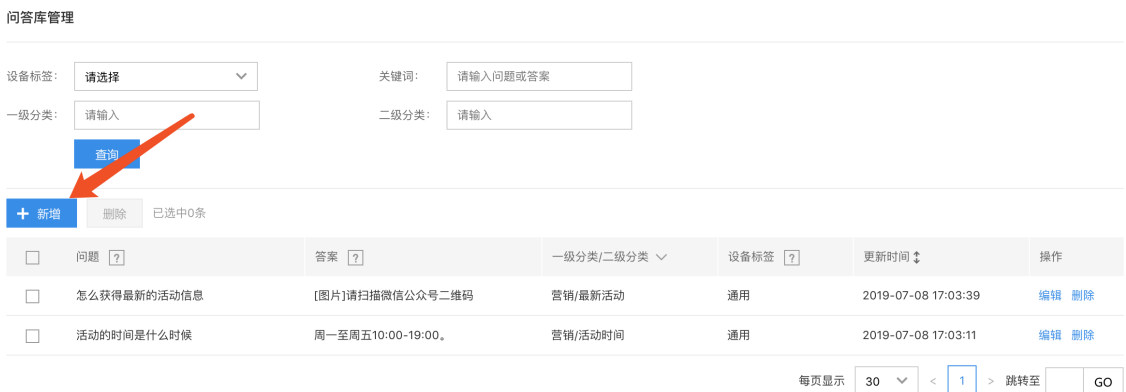 问答库管理
设备标签： 请选择 关键词： 请输入问题或答案
一级分类： 请输入 二级分类： 请输入
查询
+ 新增 删除 已选中0条
问题 ? 答案 ? 一级分类/二级分类 设备标签 ? 更新时间 操作
怎么获得最新的活动信息 [图片]请扫描微信公众号二维码 营销/最新活动 通用 2019-07-08 17:03:39 编辑 删除
活动的时间是什么时候 周一至周五10:00-19:00。 营销/活动时间 通用 2019-07-08 17:03:11 编辑 删除
每页显示 30 < 1 > 跳转至 GO